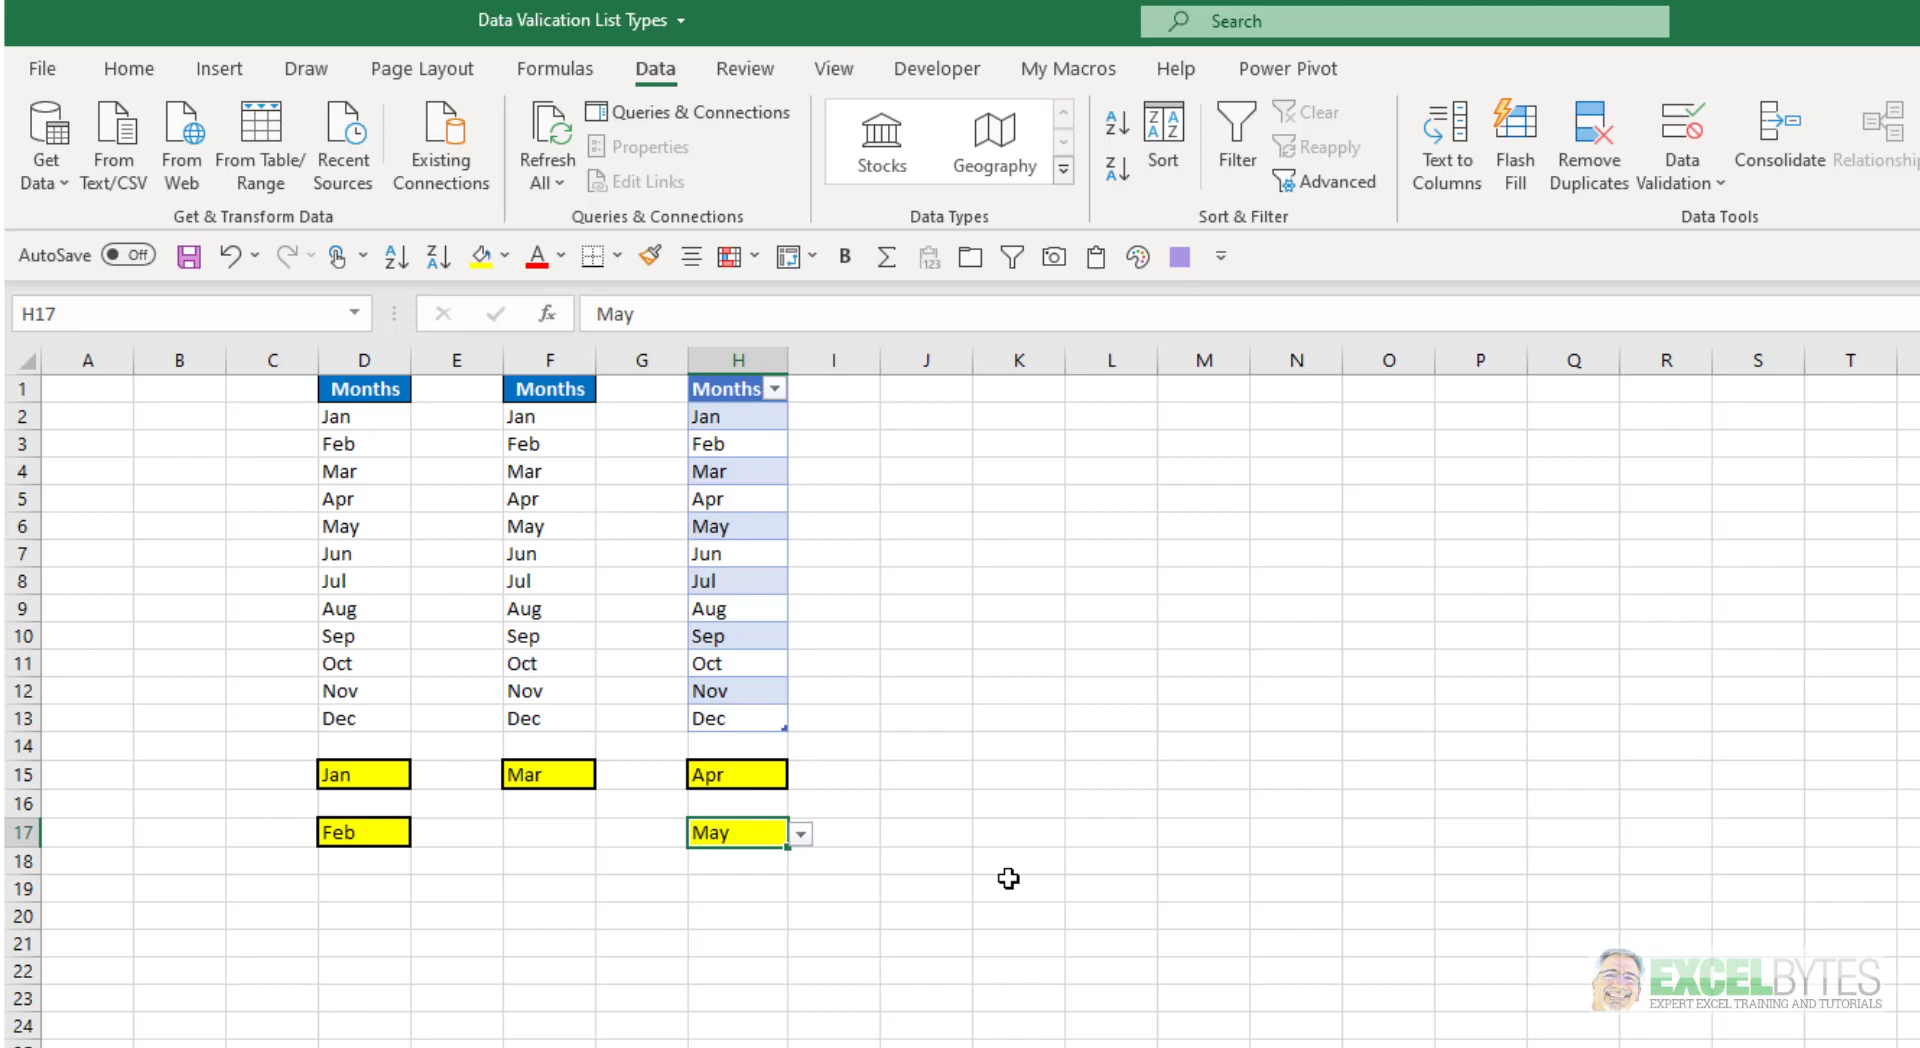 Data Valication List Types
Search
File Home Insert Draw Page Layout Formulas Data Review View Developer My Macros Help Power Pivot
Get Data
From Text/CSV
From Web
From Table/ Range
Recent Sources
Existing Connections
Get & Transform Data
Refresh All
Queries & Connections
Properties
Edit Links
Queries & Connections
Stocks
Geography
Data Types
Sort
Filter
Clear
Reapply
Advanced
Sort & Filter
Text to Columns
Flash Fill
Remove Duplicates
Data Validation
Consolidate
Data Tools
AutoSave Off
H17
fx
May
A B C D E F G H I J K L M N O P Q R S T
1 Months Months Months
2 Jan Jan Jan
3 Feb Feb Feb
4 Mar Mar Mar
5 Apr Apr Apr
6 May May May
7 Jun Jun Jun
8 Jul Jul Jul
9 Aug Aug Aug
10 Sep Sep Sep
11 Oct Oct Oct
12 Nov Nov Nov
13 Dec Dec Dec
14
15 Jan Mar Apr
16
17 Feb May
18
19
20
21
22
23
24
EXCELBYTES
EXPERT EXCEL TRAINING AND TUTORIALS